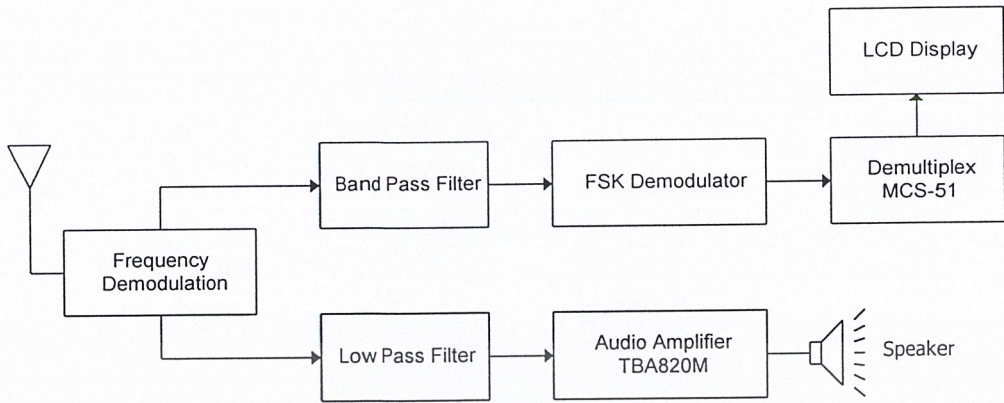 LCD Display
Band Pass Filter
FSK Demodulator
Demultiplex
MCS-51
Frequency
Demodulation
Low Pass Filter
Audio Amplifier
TBA820M
Speaker